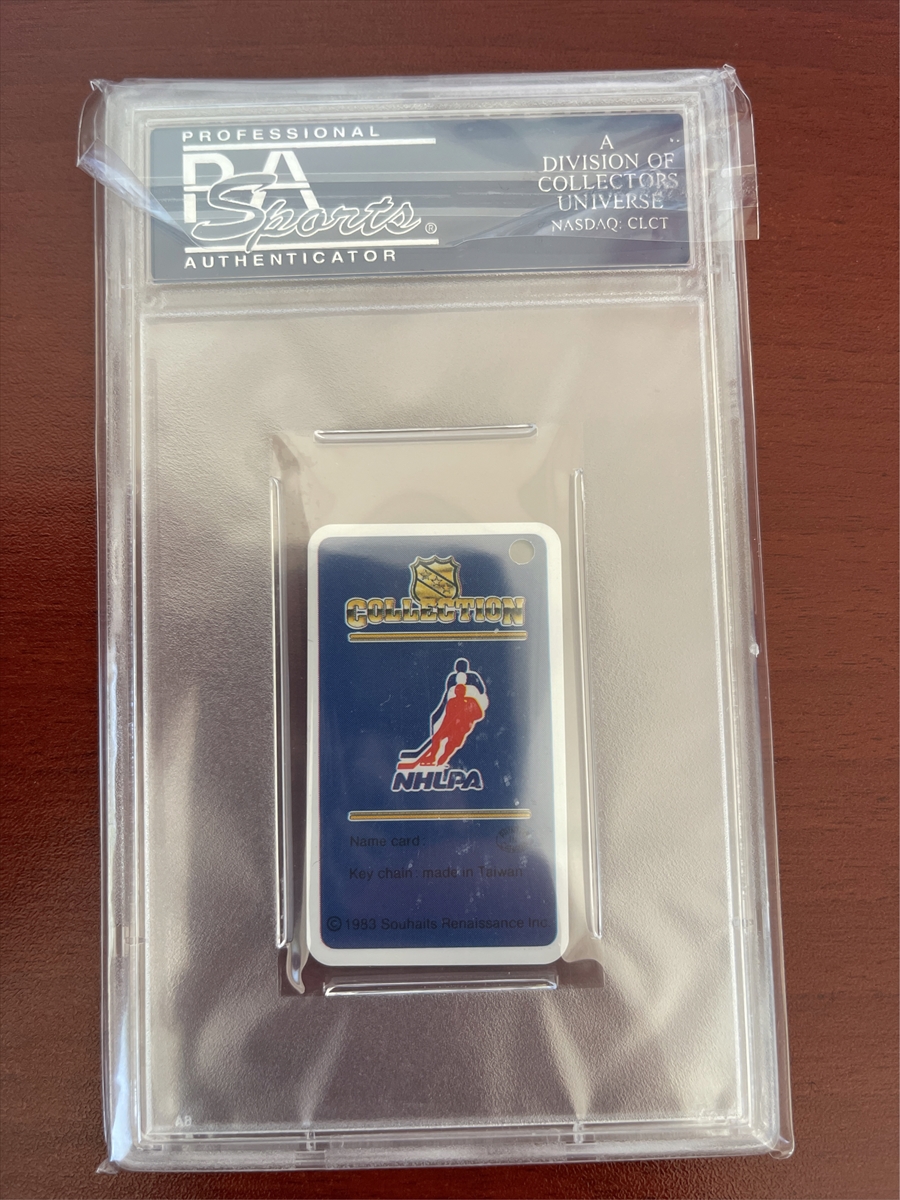 PROFESSIONAL
PSA
Sports®
AUTHENTICATOR
A
DIVISION OF
COLLECTORS
UNIVERSE
NASDAQ: CLCT
COLLECTION
NHLPA
Name card:
Key chain: made in Taiwan
© 1983 Souhaits Renaissance Inc.